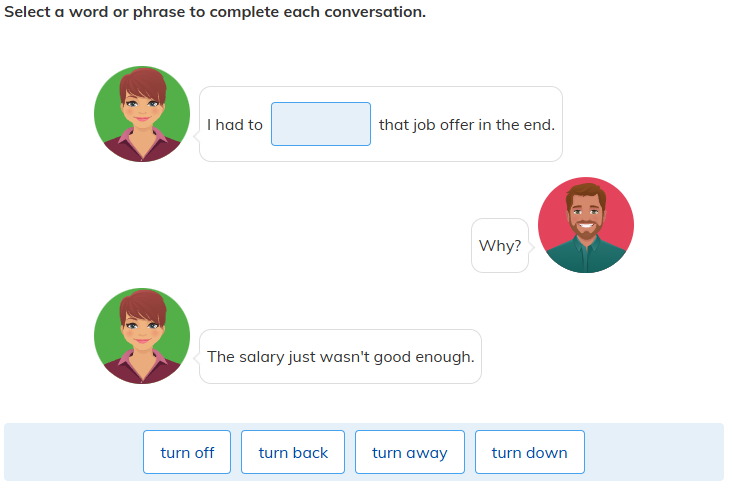 Select a word or phrase to complete each conversation.
I had to that job offer in the end.
Why?
The salary just wasn't good enough.
turn off turn back turn away turn down